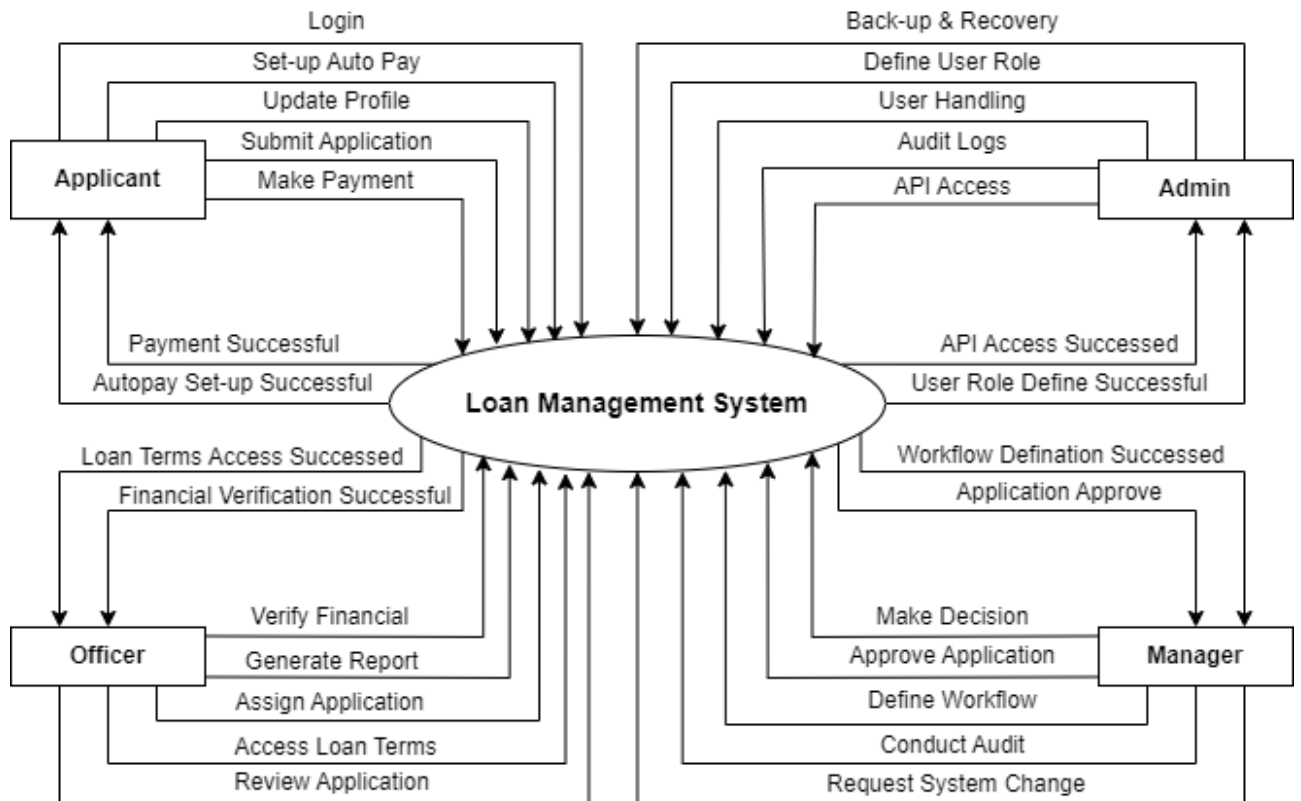 Login
Back-up & Recovery
Set-up Auto Pay
Define User Role
Update Profile
User Handling
Submit Application
Audit Logs
Make Payment
API Access
Applicant
Admin
Payment Successful
API Access Successed
Autopay Set-up Successful
User Role Define Successful
Loan Management System
Loan Terms Access Successed
Workflow Defination Successed
Financial Verification Successful
Application Approve
Verify Financial
Make Decision
Officer
Generate Report
Approve Application
Manager
Assign Application
Define Workflow
Access Loan Terms
Conduct Audit
Review Application
Request System Change